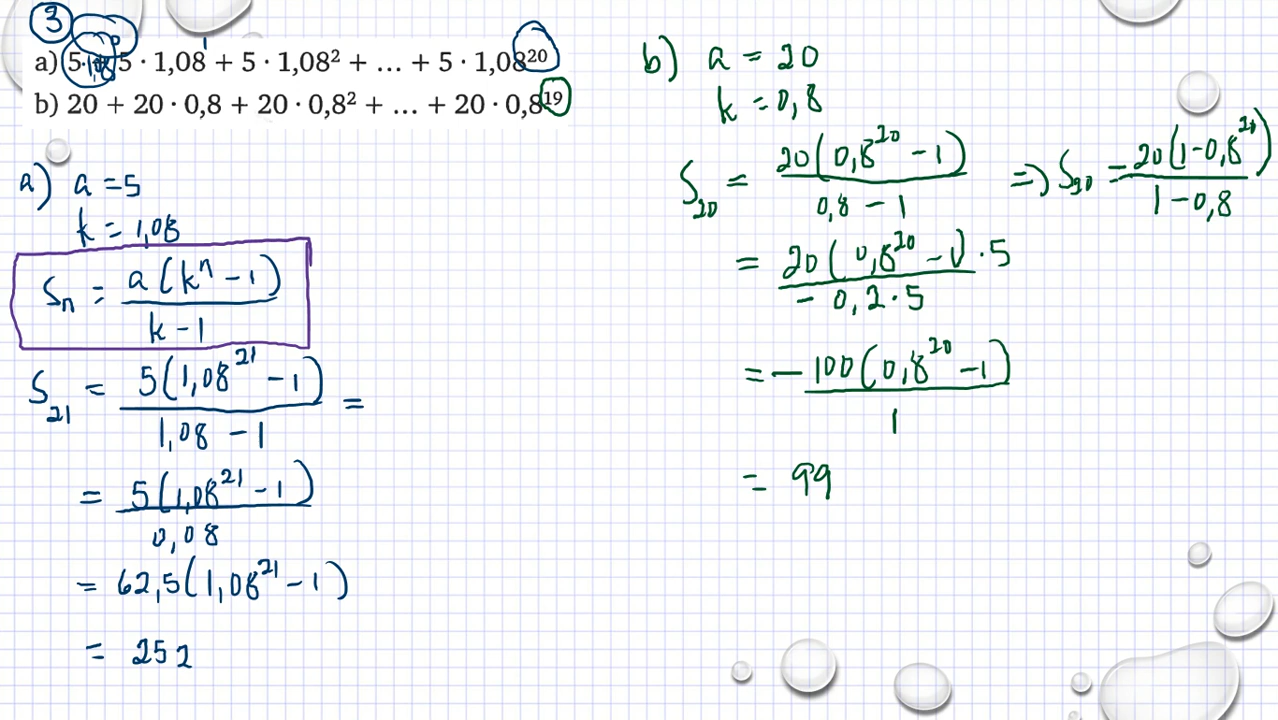 3
a) 5 + 5 · 1,08 + 5 · 1,08² + … + 5 · 1,08²⁰
b) 20 + 20 · 0,8 + 20 · 0,8² + … + 20 · 0,8¹⁹
a) a = 5
k = 1,08
Sₙ = a(kⁿ - 1) / k - 1
S₂₁ = 5(1,08²¹ - 1) / 1,08 - 1 =
= 5(1,08²¹ - 1) / 0,08
= 62,5(1,08²¹ - 1)
= 252
b) a = 20
k = 0,8
S₂₀ = 20(0,8²⁰ - 1) / 0,8 - 1 => S₂₀ = 20(1 - 0,8²⁰) / 1 - 0,8
= 20(0,8²⁰ - 1) · 5 / - 0,2 · 5
= - 100(0,8²⁰ - 1) / 1
= 99